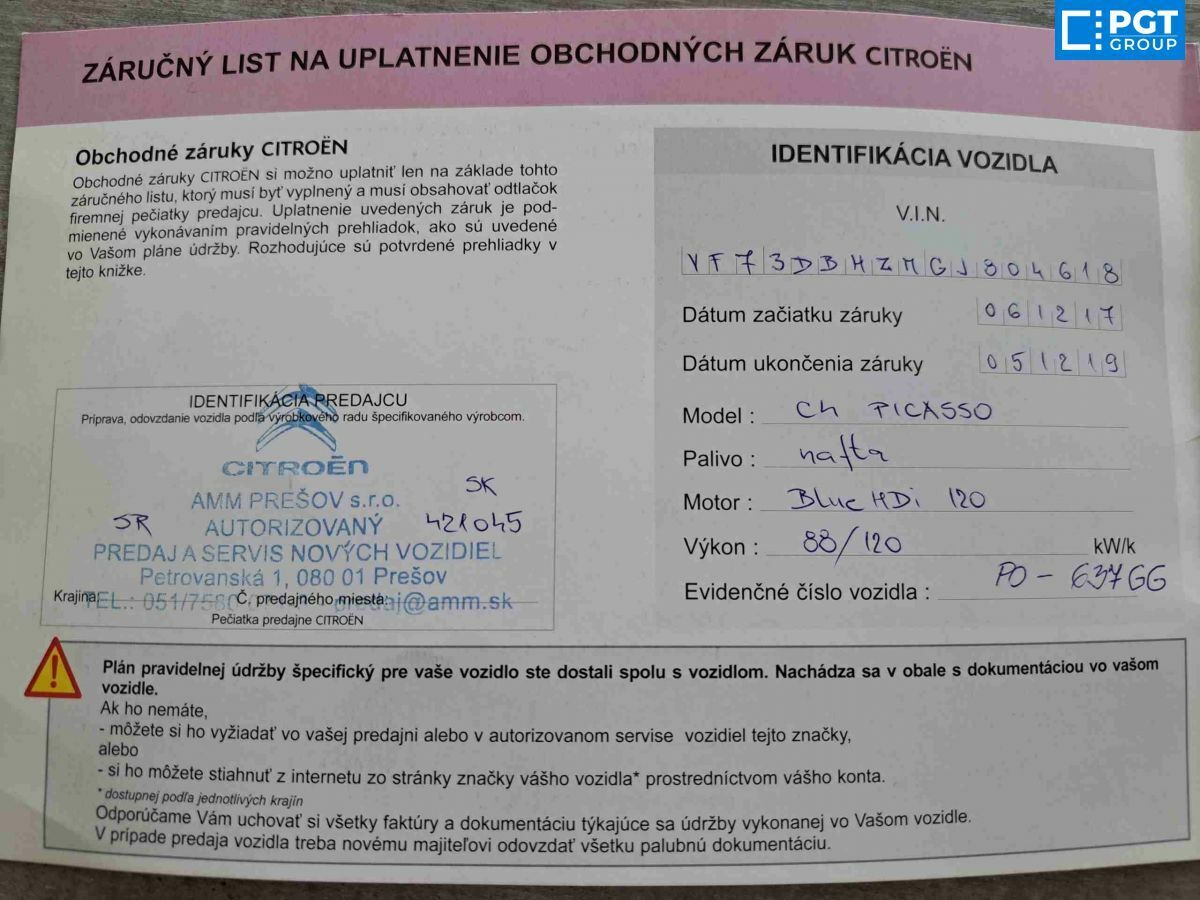 PGT
GROUP
ZÁRUČNÝ LIST NA UPLATNENIE OBCHODNÝCH ZÁRUK CITROËN
Obchodné záruky CITROËN
Obchodné záruky CITROËN si možno uplatniť len na základe tohto
záručného listu, ktorý musí byť vyplnený a musí obsahovať odtlačok
firemnej pečiatky predajcu. Uplatnenie uvedených záruk je pod-
mienené vykonávaním pravidelných prehliadok, ako sú uvedené
vo Vašom pláne údržby. Rozhodujúce sú potvrdené prehliadky v
tejto knižke.
IDENTIFIKÁCIA PREDAJCU
Príprava, odovzdanie vozidla podľa výrobkového radu špecifikovaného výrobcom.
CITROËN
AMM PREŠOV s.r.o.
SK
SR AUTORIZOVANÝ 421045
PREDAJ A SERVIS NOVÝCH VOZIDIEL
Petrovanská 1, 080 01 Prešov
Krajina: Č. predajného miesta:
TEL.: 051/7580 predaj@amm.sk
Pečiatka predajne CITROËN
IDENTIFIKÁCIA VOZIDLA
V.I.N.
VF73DBHZMGJ804618
Dátum začiatku záruky 061217
Dátum ukončenia záruky 051219
Model : C4 PICASSO
Palivo : nafta
Motor : Blue HDi 120
Výkon : 88/120 kW/k
Evidenčné číslo vozidla : PO - 637GG
Plán pravidelnej údržby špecifický pre vaše vozidlo ste dostali spolu s vozidlom. Nachádza sa v obale s dokumentáciou vo vašom
vozidle.
Ak ho nemáte,
- môžete si ho vyžiadať vo vašej predajni alebo v autorizovanom servise vozidiel tejto značky,
alebo
- si ho môžete stiahnuť z internetu zo stránky značky vášho vozidla* prostredníctvom vášho konta.
* dostupnej podľa jednotlivých krajín
Odporúčame Vám uchovať si všetky faktúry a dokumentáciu týkajúce sa údržby vykonanej vo Vašom vozidle.
V prípade predaja vozidla treba novému majiteľovi odovzdať všetku palubnú dokumentáciu.